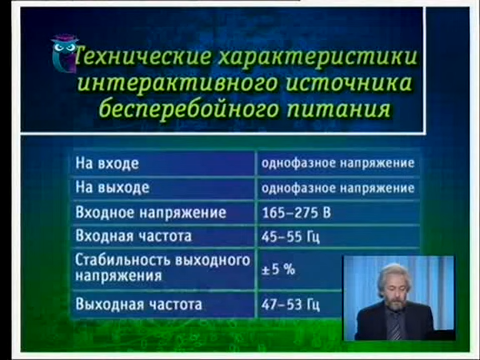 Технические характеристики
интерактивного источника
бесперебойного питания
На входе однофазное напряжение
На выходе однофазное напряжение
Входное напряжение 165–275 В
Входная частота 45–55 Гц
Стабильность выходного
напряжения ±5 %
Выходная частота 47–53 Гц